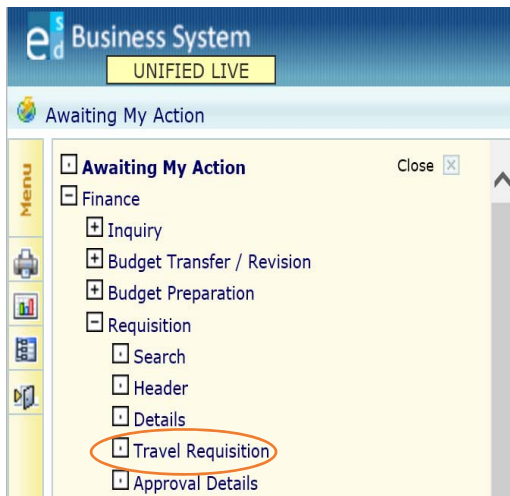 esd Business System
UNIFIED LIVE
Awaiting My Action
Menu
Awaiting My Action Close
Finance
Inquiry
Budget Transfer / Revision
Budget Preparation
Requisition
Search
Header
Details
Travel Requisition
Approval Details